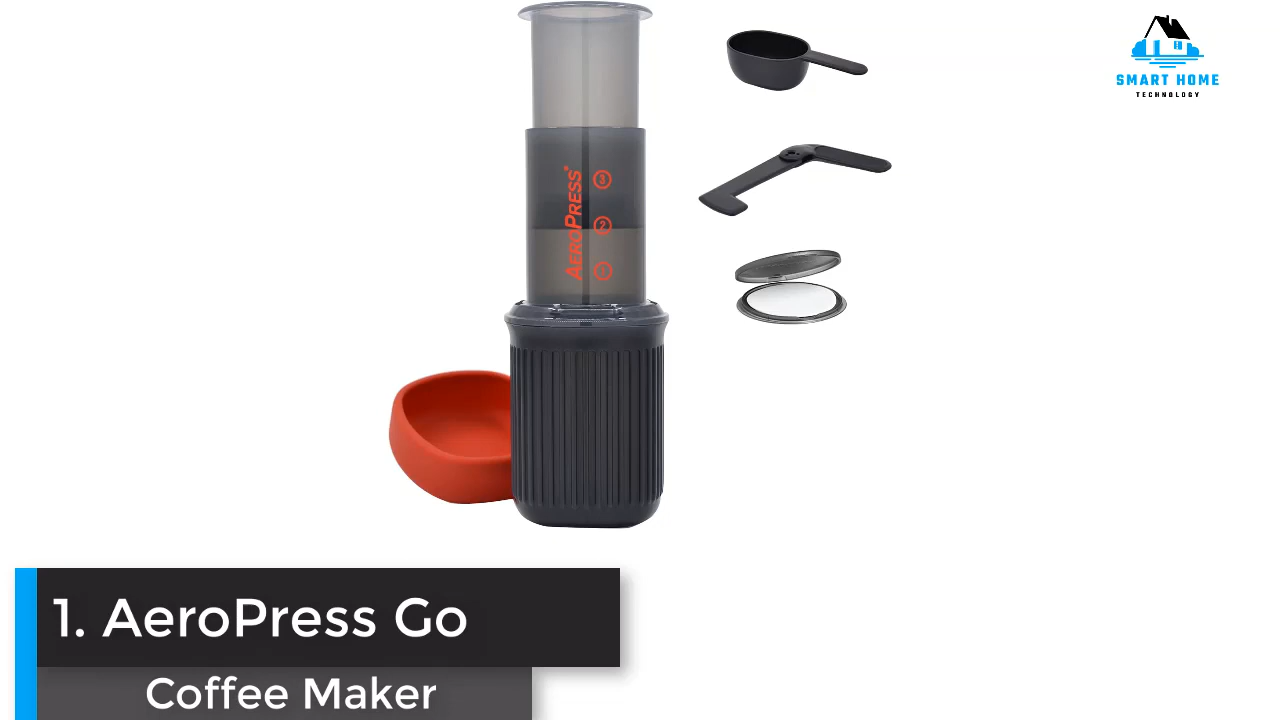 SMART HOME
TECHNOLOGY
AEROPRESS
3
2
1
1. AeroPress Go
Coffee Maker